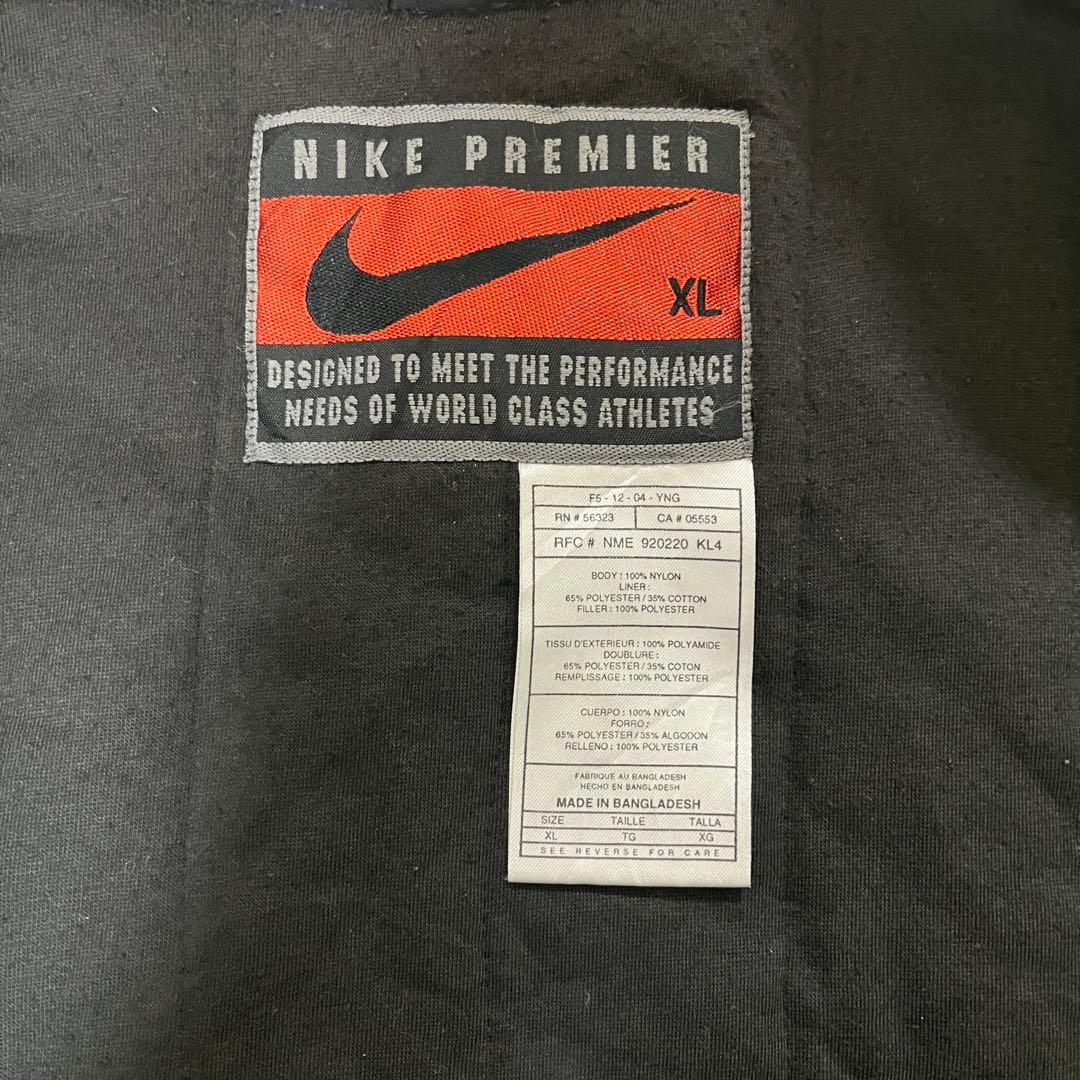 NIKE PREMIER
XL
DESIGNED TO MEET THE PERFORMANCE
NEEDS OF WORLD CLASS ATHLETES
F5 - 12 - 04 - YNG
RN # 56323 CA # 05553
RFC # NME 920220 KL4
BODY : 100% NYLON
LINER :
65% POLYESTER / 35% COTTON
FILLER : 100% POLYESTER
TISSU D'EXTERIEUR : 100% POLYAMIDE
DOUBLURE :
65% POLYESTER / 35% COTON
REMPLISSAGE : 100% POLYESTER
CUERPO : 100% NYLON
FORRO :
65% POLYESTER / 35% ALGODON
RELLENO : 100% POLYESTER
FABRIQUE AU BANGLADESH
HECHO EN BANGLADESH
MADE IN BANGLADESH
SIZE TAILLE TALLA
XL TG XG
SEE REVERSE FOR CARE